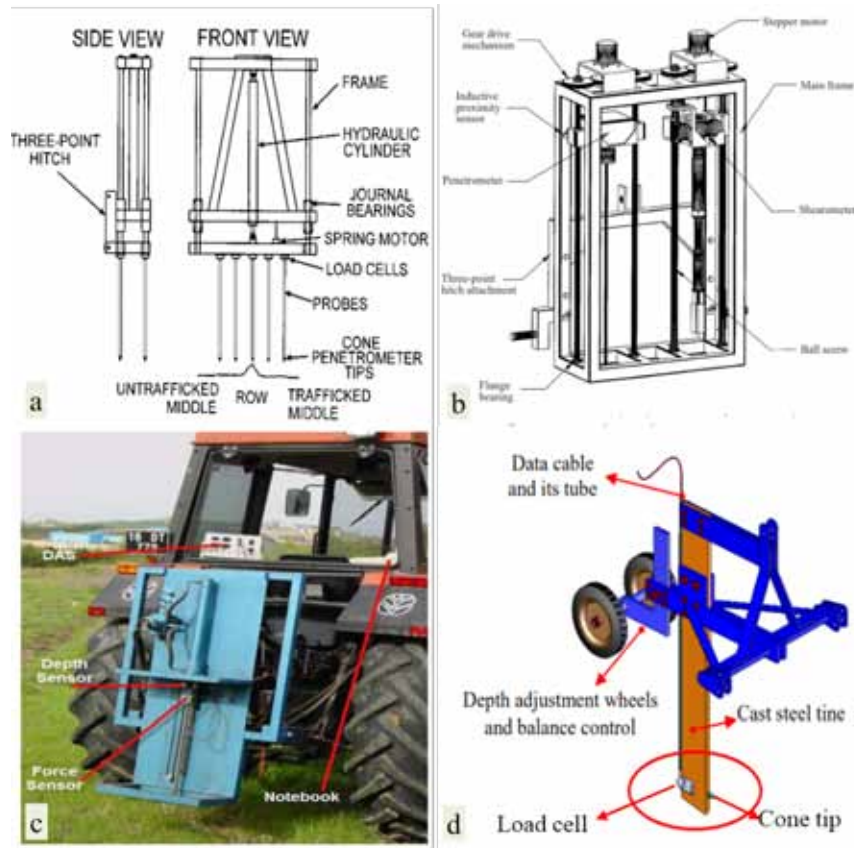 SIDE VIEW
FRONT VIEW
THREE-POINT
HITCH
FRAME
HYDRAULIC
CYLINDER
JOURNAL
BEARINGS
SPRING MOTOR
LOAD CELLS
PROBES
CONE
PENETROMETER
TIPS
UNTRAFFICKED
MIDDLE
ROW
TRAFFICKED
MIDDLE
a
Gear drive
mechanism
Stepper motor
Inductive
proximity
sensor
Main frame
Penetrometer
Shearometer
Three-point
hitch attachment
Ball screw
Flange
bearing
b
DAS
Depth
Sensor
Force
Sensor
Notebook
c
Data cable
and its tube
Depth adjustment wheels
and balance control
Cast steel tine
Load cell
Cone tip
d